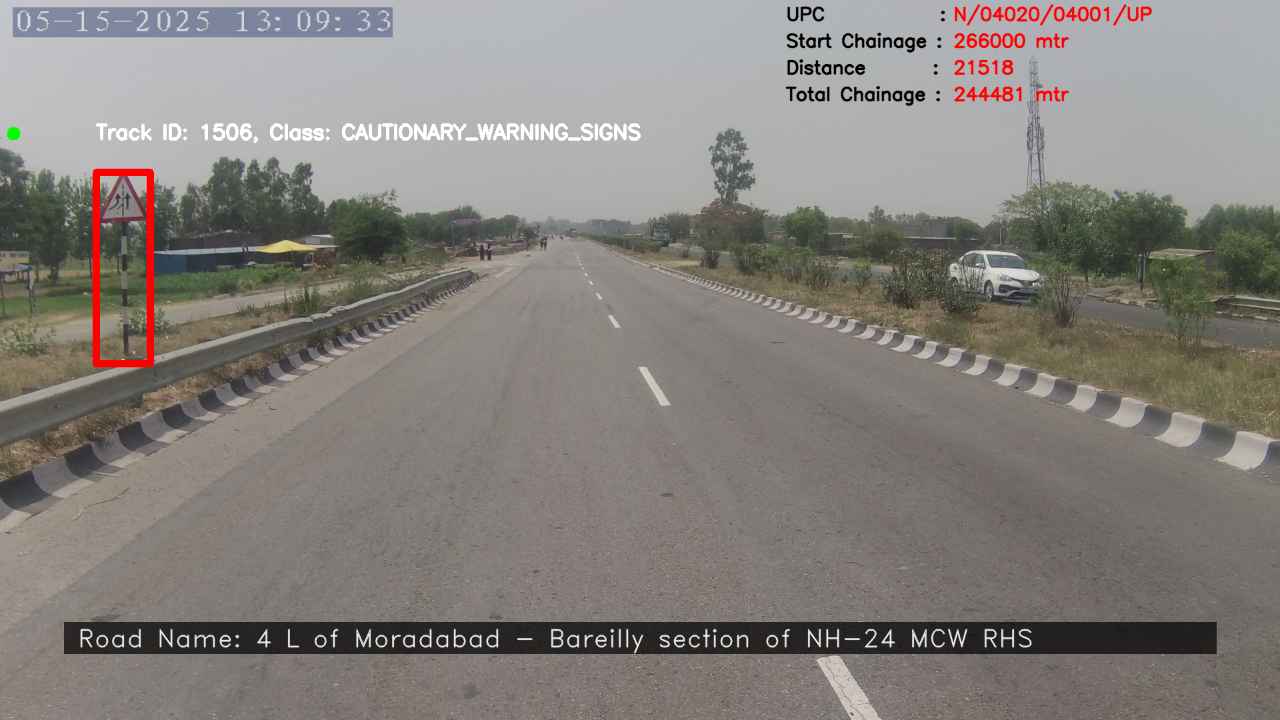 05-15-2025 13:09:33
UPC : N/04020/04001/UP
Start Chainage : 266000 mtr
Distance : 21518
Total Chainage : 244481 mtr
Track ID: 1506, Class: CAUTIONARY_WARNING_SIGNS
Road Name: 4 L of Moradabad - Bareilly section of NH-24 MCW RHS